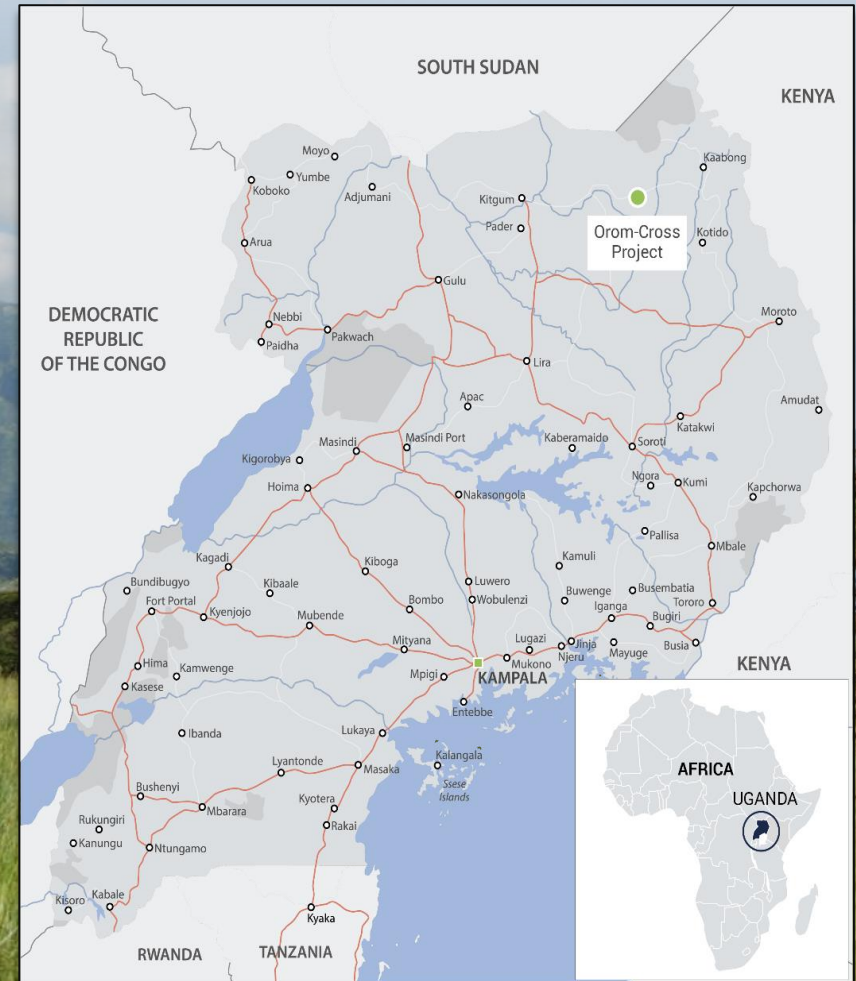 SOUTH SUDAN
KENYA
Moyo
Yumbe
Koboko
Adjumani
Kaabong
Kitgum
Pader
Orom-Cross
Project
Kotido
Arua
Gulu
DEMOCRATIC
REPUBLIC
OF THE CONGO
Nebbi
Pakwach
Paidha
Moroto
Lira
Apac
Amudat
Katakwi
Masindi
Masindi Port
Kaberamaido
Soroti
Kigorobya
Hoima
Nakasongola
Ngora
Kumi
Kapchorwa
Pallisa
Mbale
Kagadi
Kiboga
Kamuli
Bundibugyo
Kibaale
Luwero
Fort Portal
Kyenjojo
Mubende
Bombo
Wobulenzi
Buwenge
Busembatia
Iganga
Tororo
Bugiri
Mityana
Lugazi
Mukono
Njeru
Jinja
Mayuge
Busia
Hima
Kamwenge
Mpigi
KAMPALA
KENYA
Kasese
Entebbe
Ibanda
Lukaya
Lyantonde
Masaka
Kalangala
Ssese
Islands
Bushenyi
Mbarara
Kyotera
Rakai
Rukungiri
Kanungu
Ntungamo
Kisoro
Kabale
Kyaka
RWANDA
TANZANIA
AFRICA
UGANDA